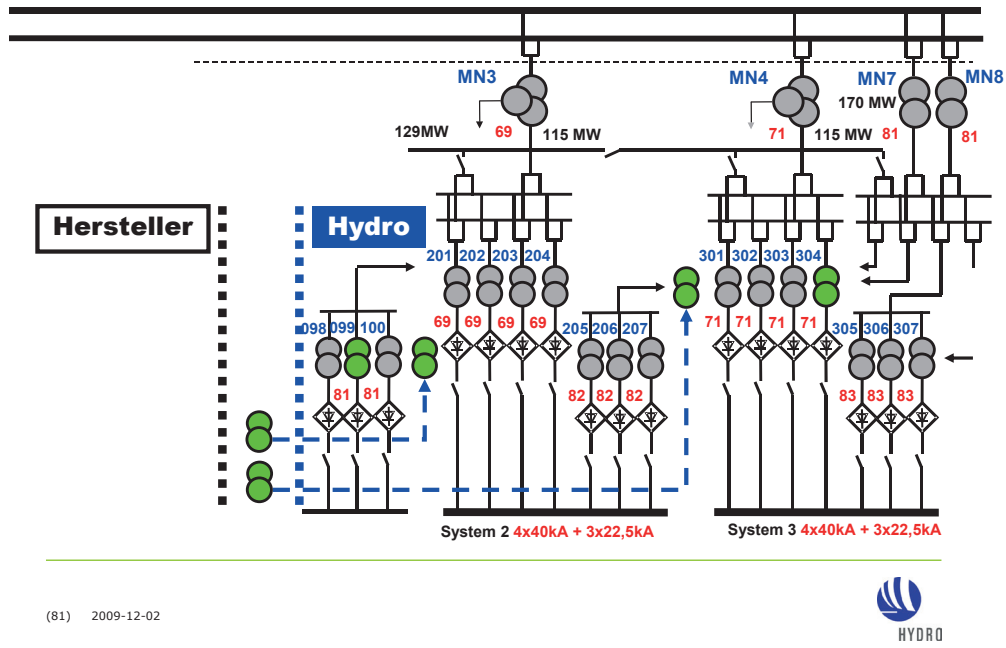 MN3
MN4
MN7
MN8
170 MW
129MW
69
115 MW
71
115 MW
81
81
Hersteller
Hydro
201 202 203 204
301 302 303 304
098 099 100
69 69 69 69
205 206 207
71 71 71 71
305 306 307
81 81
82 82 82
83 83 83
System 2 4x40kA + 3x22,5kA
System 3 4x40kA + 3x22,5kA
(81) 2009-12-02
HYDRO